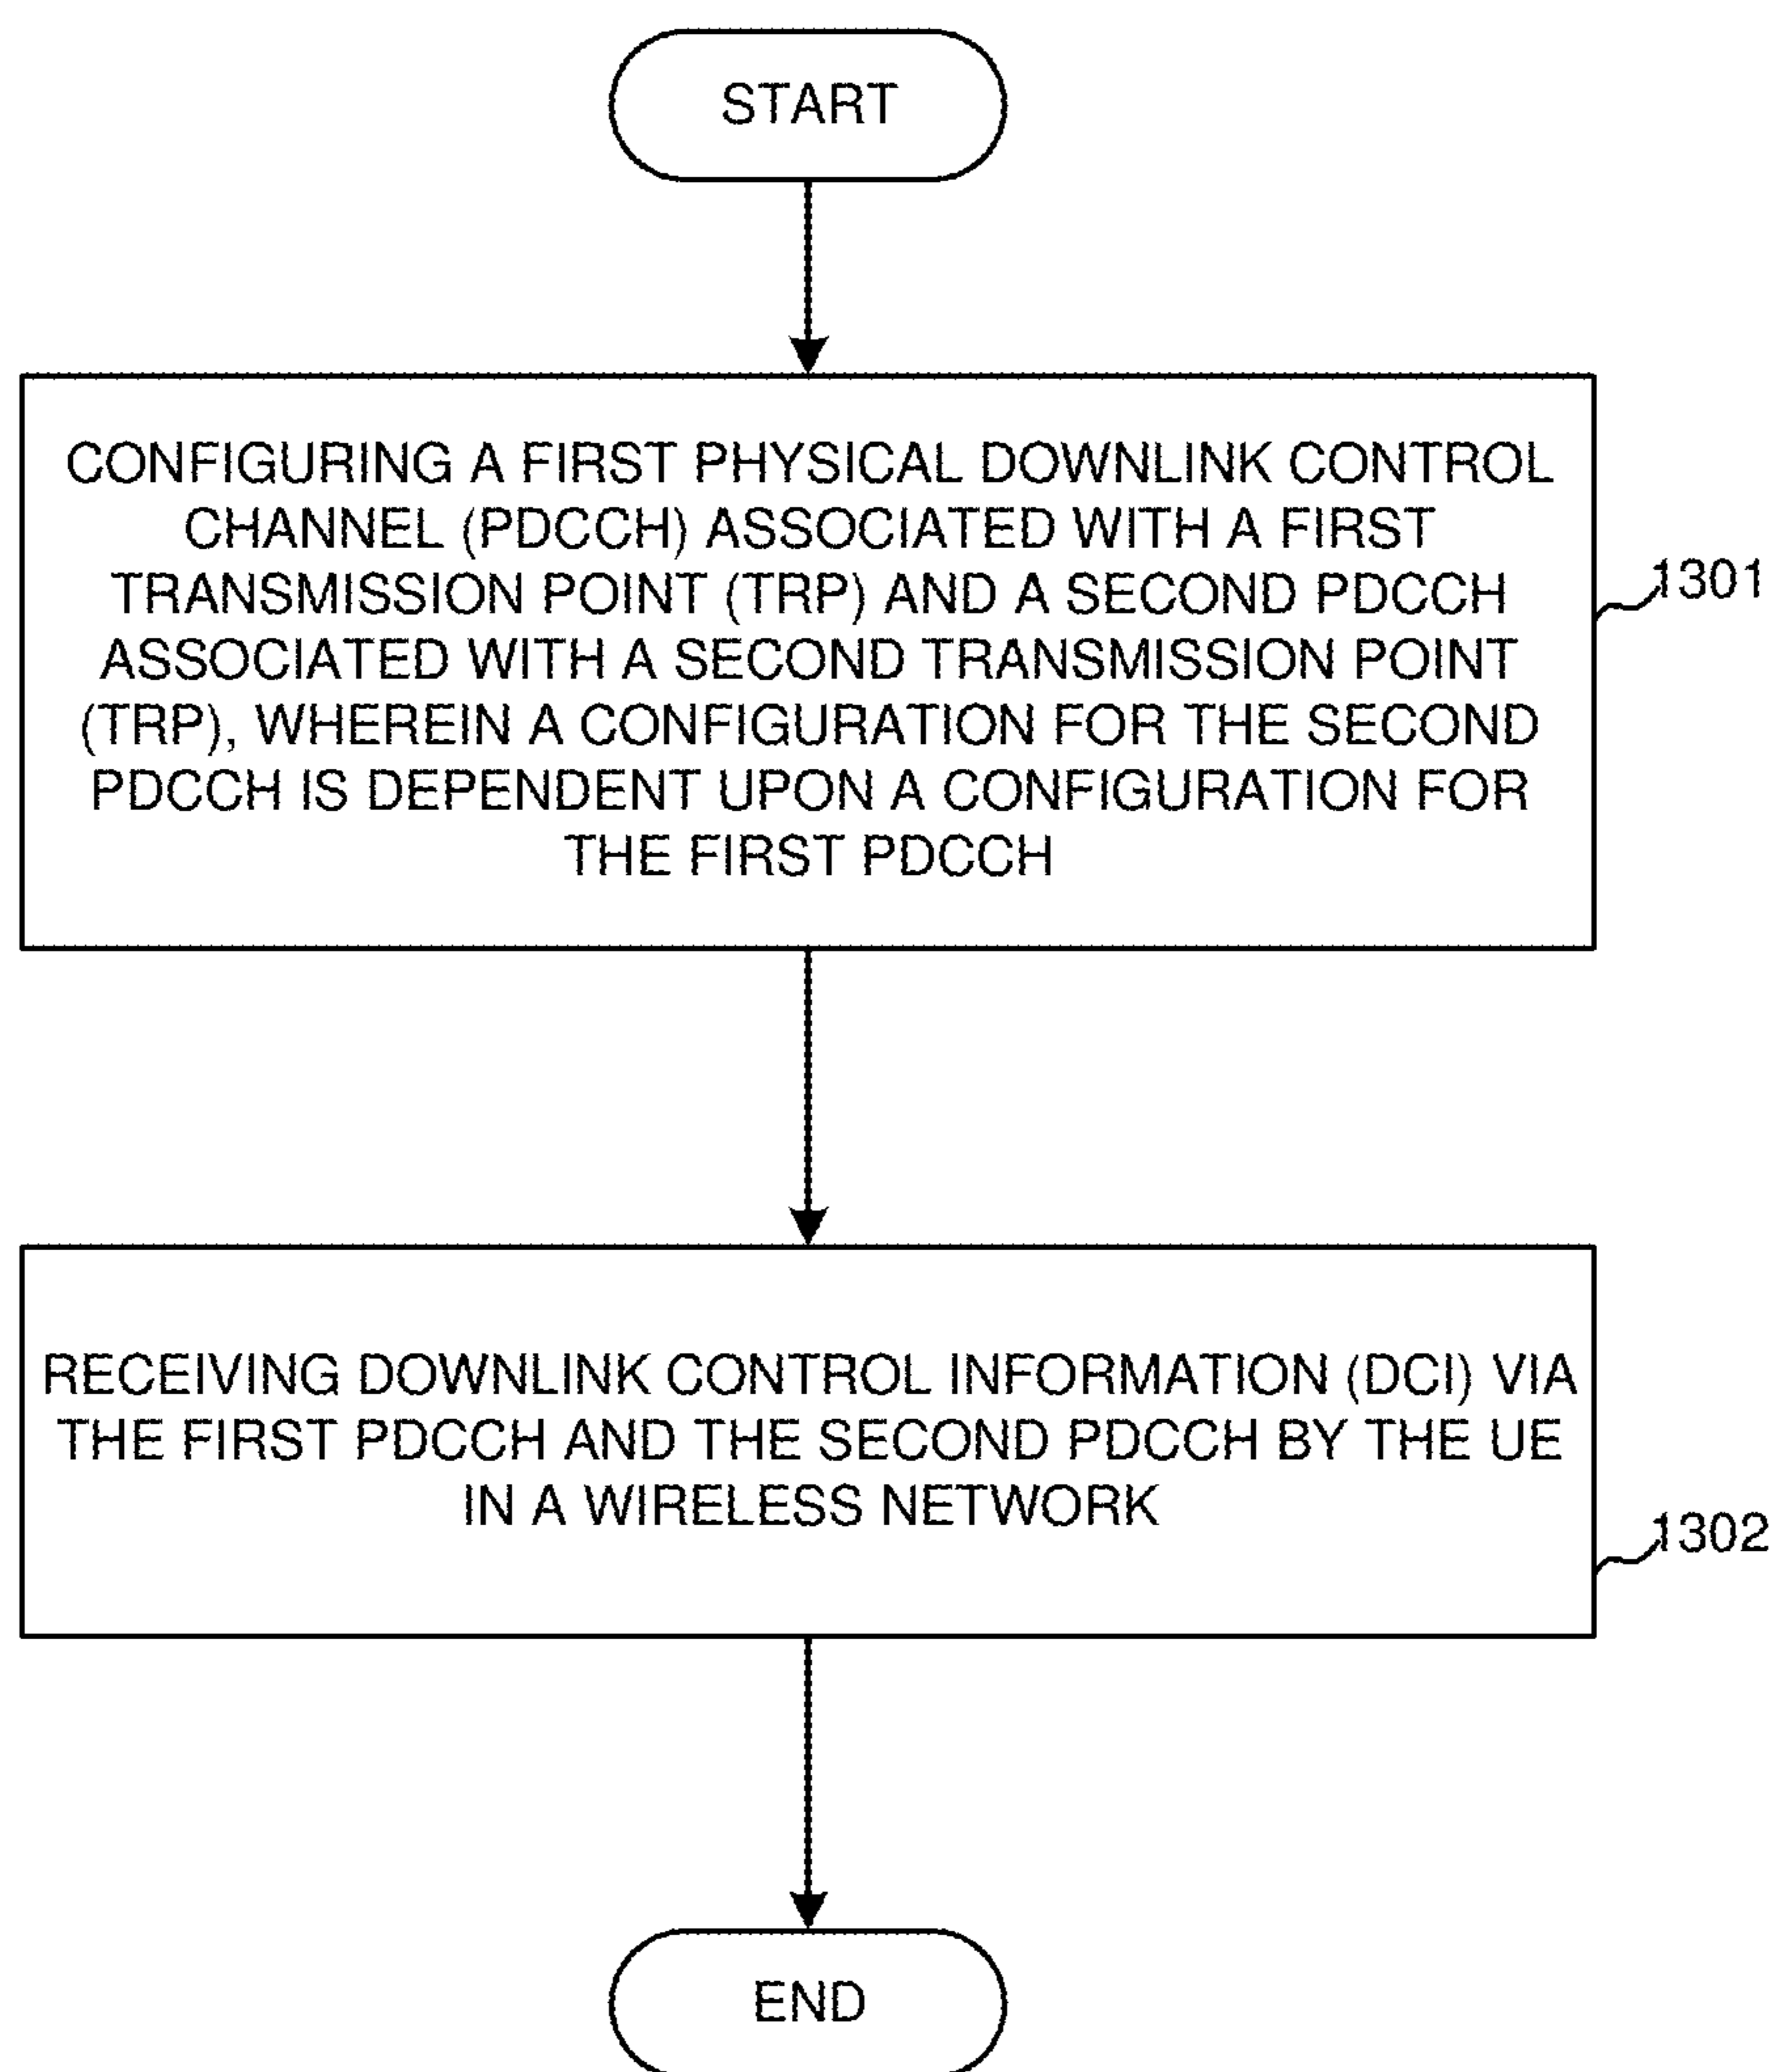 START
CONFIGURING A FIRST PHYSICAL DOWNLINK CONTROL
CHANNEL (PDCCH) ASSOCIATED WITH A FIRST
TRANSMISSION POINT (TRP) AND A SECOND PDCCH
ASSOCIATED WITH A SECOND TRANSMISSION POINT
(TRP), WHEREIN A CONFIGURATION FOR THE SECOND
PDCCH IS DEPENDENT UPON A CONFIGURATION FOR
THE FIRST PDCCH
1301
RECEIVING DOWNLINK CONTROL INFORMATION (DCI) VIA
THE FIRST PDCCH AND THE SECOND PDCCH BY THE UE
IN A WIRELESS NETWORK
1302
END